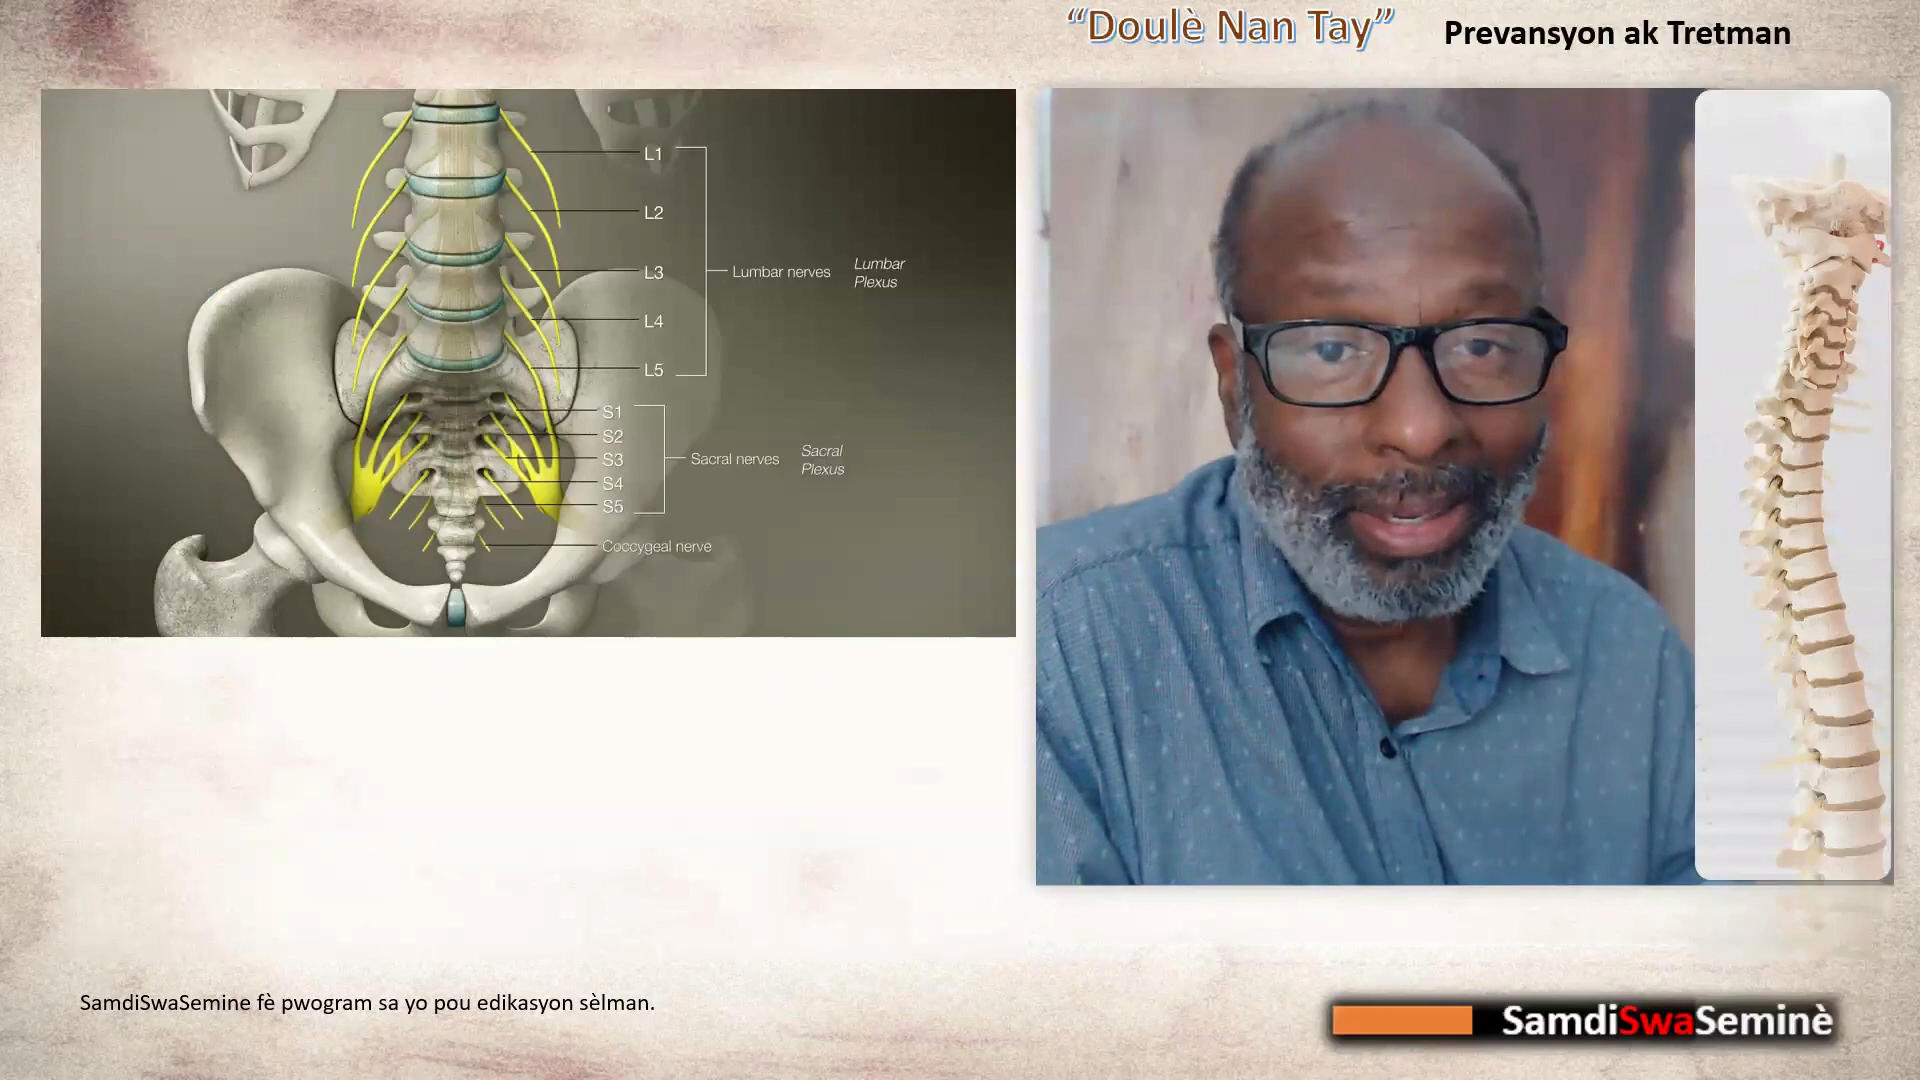 “Doulè Nan Tay”
Prevansyon ak Tretman
L1
L2
L3
L4
L5
Lumbar nerves
Lumbar
Plexus
S1
S2
S3
S4
S5
Sacral nerves
Sacral
Plexus
Coccygeal nerve
SamdiSwaSemine fè pwogram sa yo pou edikasyon sèlman.
SamdiSwaSeminè